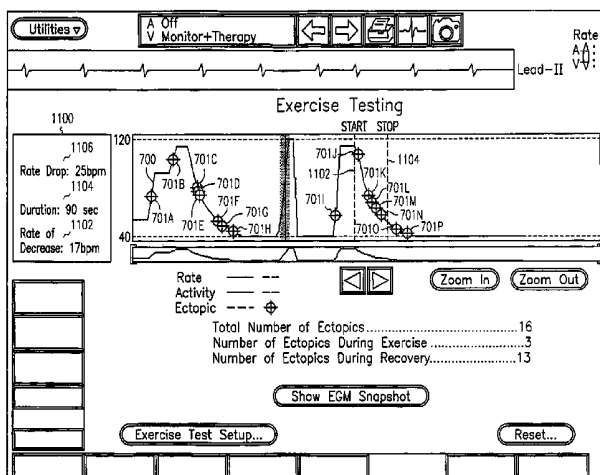 Utilities ▿
A Off
V Monitor+Therapy
Rate
A
V
Lead-II
Exercise Testing
START STOP
1100
1106
Rate Drop: 25bpm
1104
Duration: 90 sec
Rate of 1102
Decrease: 17bpm
120
40
700
701A
701B
701C
701D
701E
701F
701G
701H
701I
701J
1102
1104
701K
701L
701M
701N
701O
701P
Rate
Activity
Ectopic
Zoom In
Zoom Out
Total Number of Ectopics..................................16
Number of Ectopics During Exercise..................3
Number of Ectopics During Recovery...................13
Show EGM Snapshot
Exercise Test Setup...
Reset...